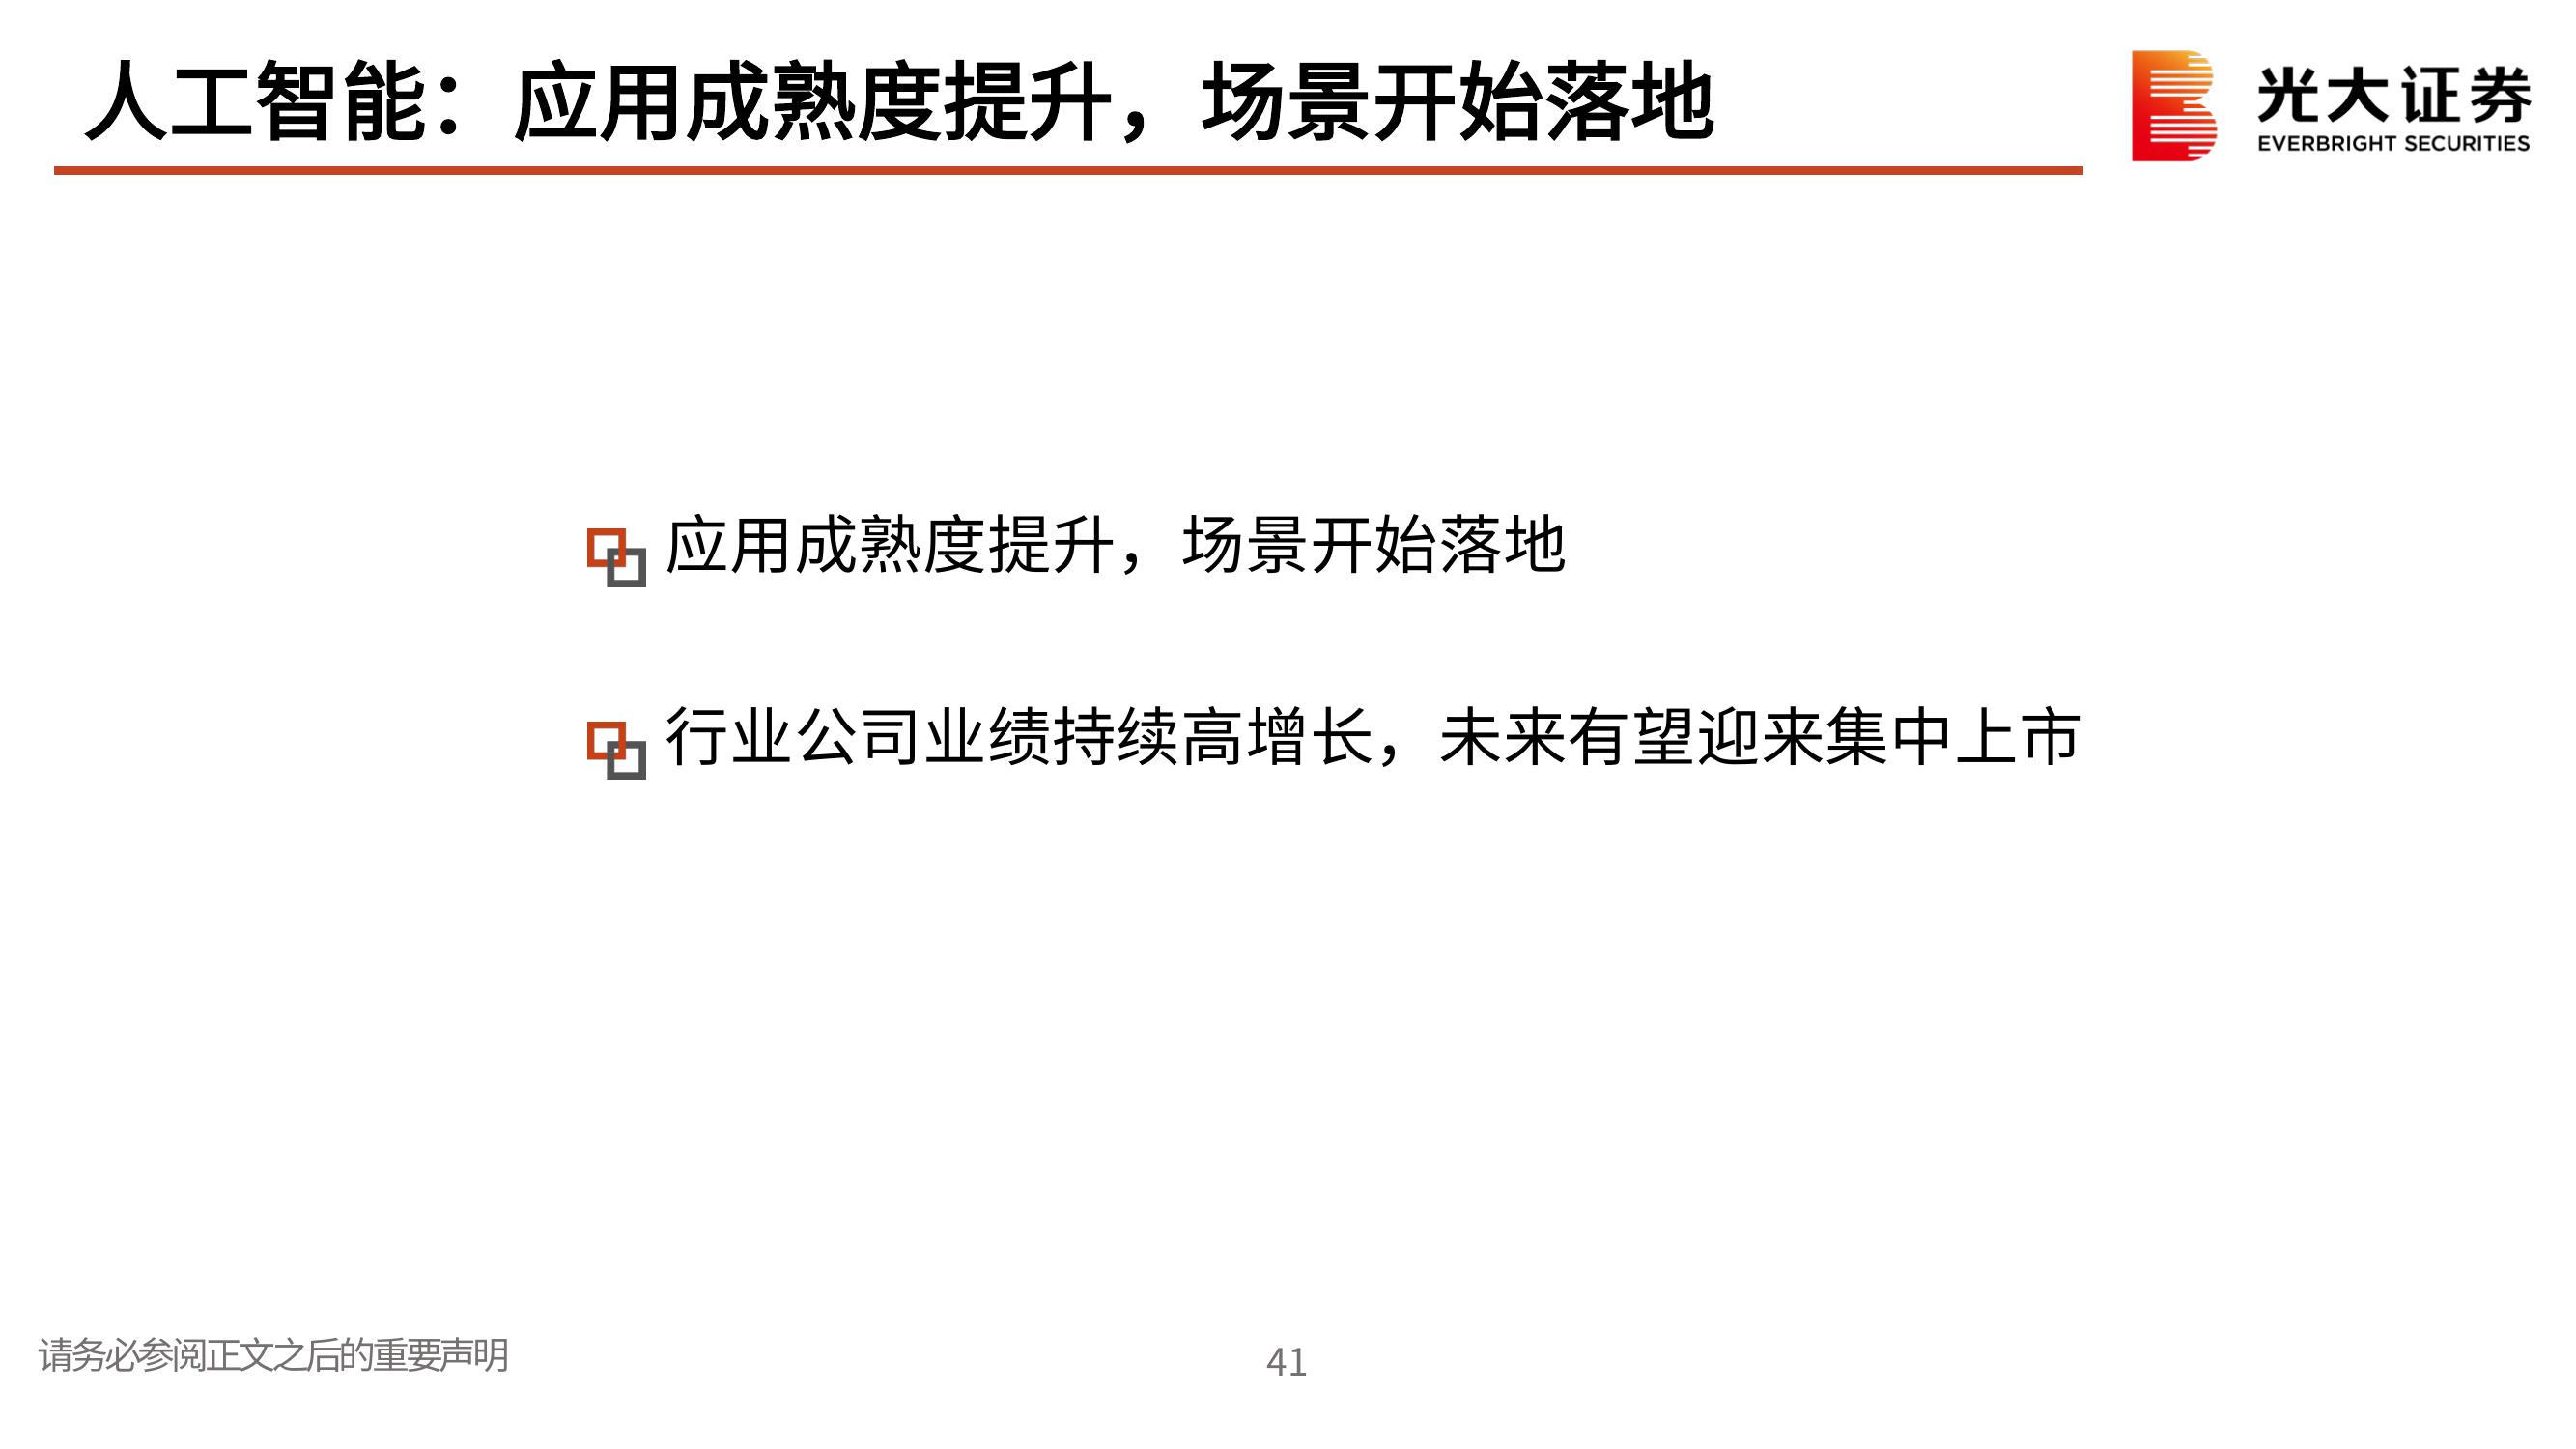 人工智能：应用成熟度提升，场景开始落地
光大证券
EVERBRIGHT SECURITIES
应用成熟度提升，场景开始落地
行业公司业绩持续高增长，未来有望迎来集中上市
请务必参阅正文之后的重要声明
41